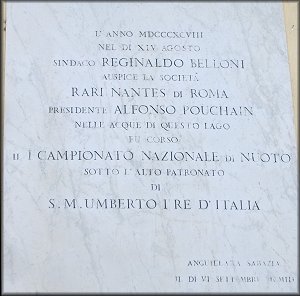 L'ANNO MDCCCXCVIII
NEL DI XIV AGOSTO
SINDACO REGINALDO BELLONI
AUSPICE LA SOCIETÀ
RARI NANTES DI ROMA
PRESIDENTE ALFONSO POUCHAIN
NELLE ACQUE DI QUESTO LAGO
FU CORSO
IL I CAMPIONATO NAZIONALE DI NUOTO
SOTTO L'ALTO PATRONATO
DI
S. M. UMBERTO I RE D'ITALIA
ANGUILLARA SABAZIA
IL DI VI SETTEMBRE